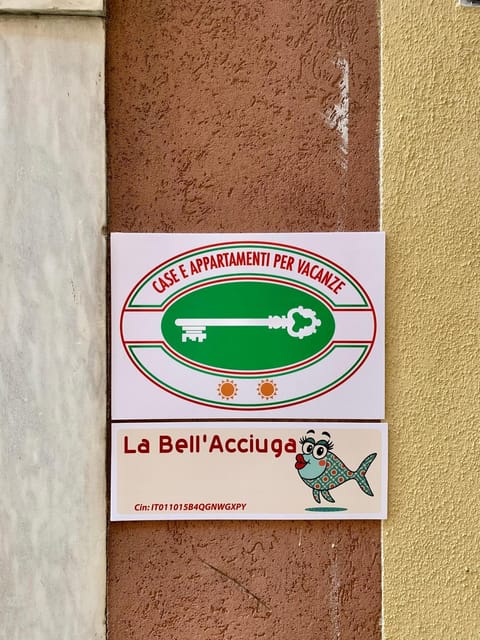 CASE E APPARTAMENTI PER VACANZE
La Bell'Acciuga
Cin: IT011015B4QGNWGXPY